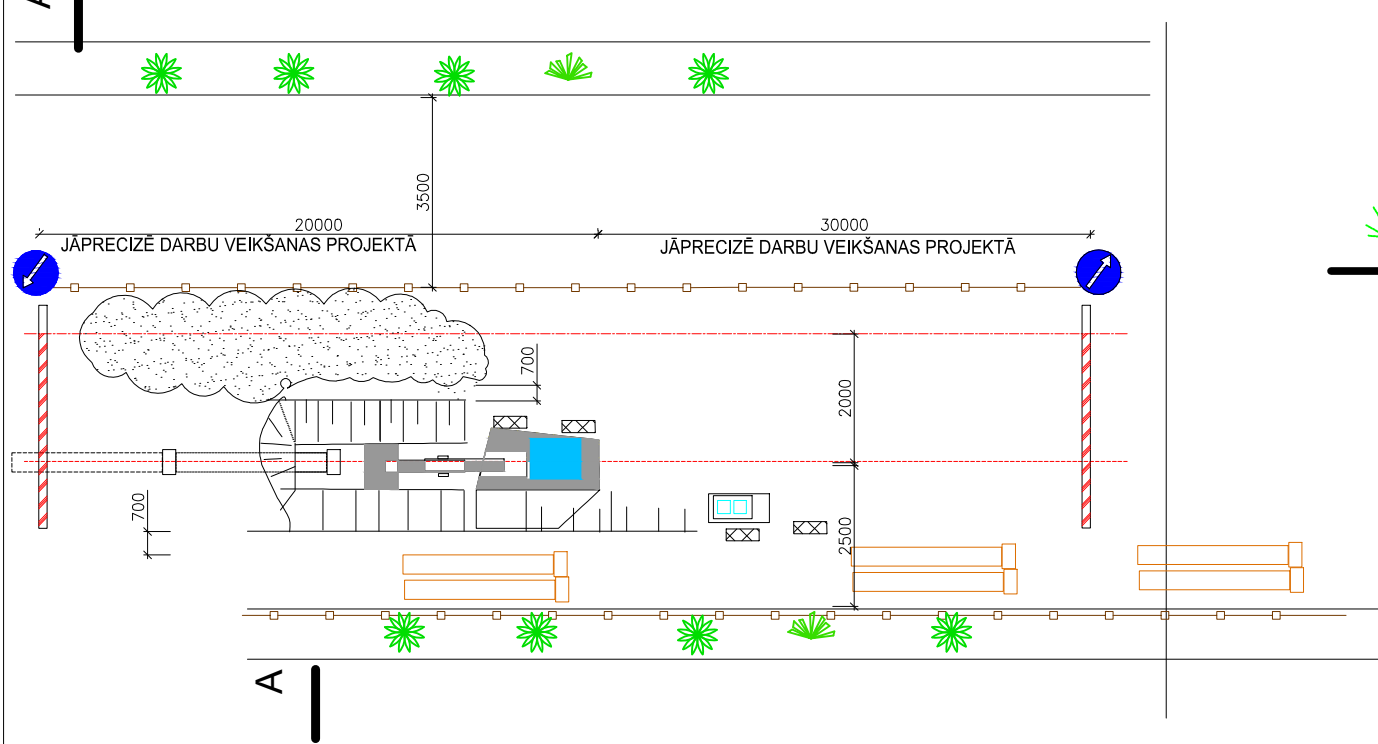 A
3500
20000
30000
JĀPRECIZĒ DARBU VEIKŠANAS PROJEKTĀ
JĀPRECIZĒ DARBU VEIKŠANAS PROJEKTĀ
700
2000
700
2500
A